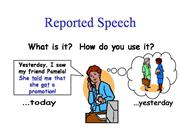 Reported Speech
What is it? How do you use it?
Yesterday, I saw
my friend Pamela!
She told me that
she got a
promotion!
...today
...yesterday